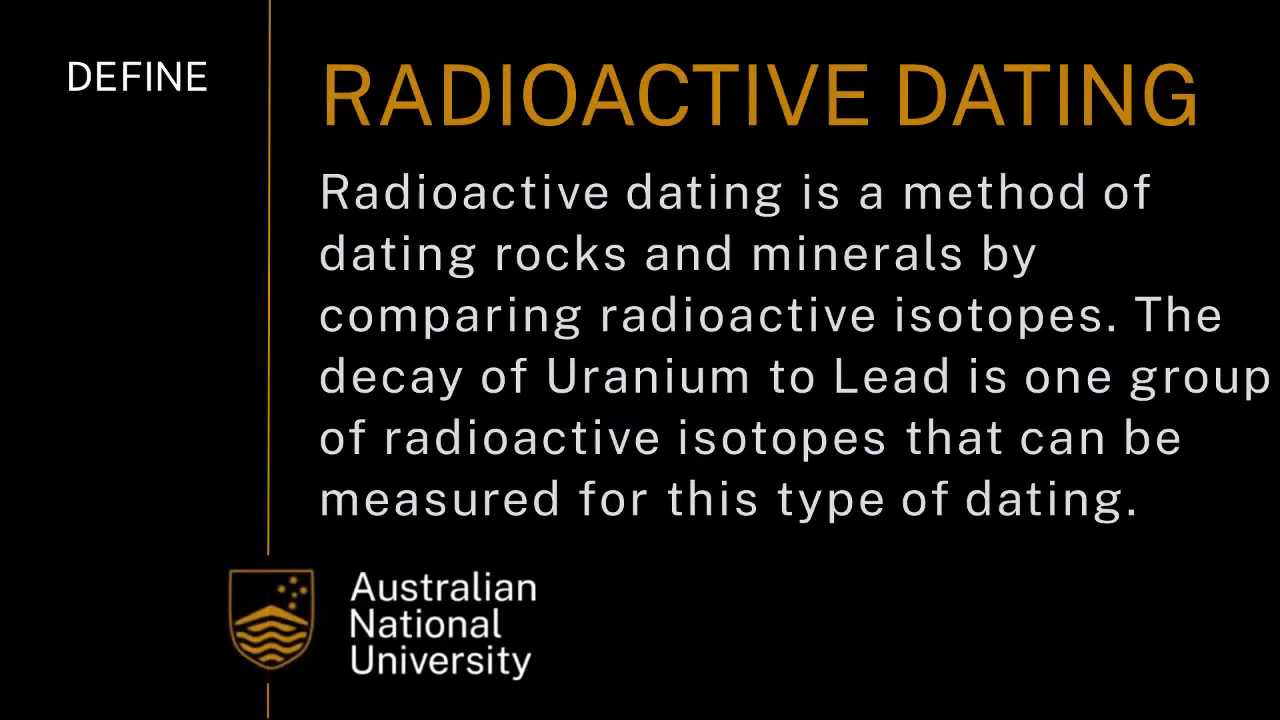 DEFINE
RADIOACTIVE DATING
Radioactive dating is a method of
dating rocks and minerals by
comparing radioactive isotopes. The
decay of Uranium to Lead is one group
of radioactive isotopes that can be
measured for this type of dating.
Australian
National
University